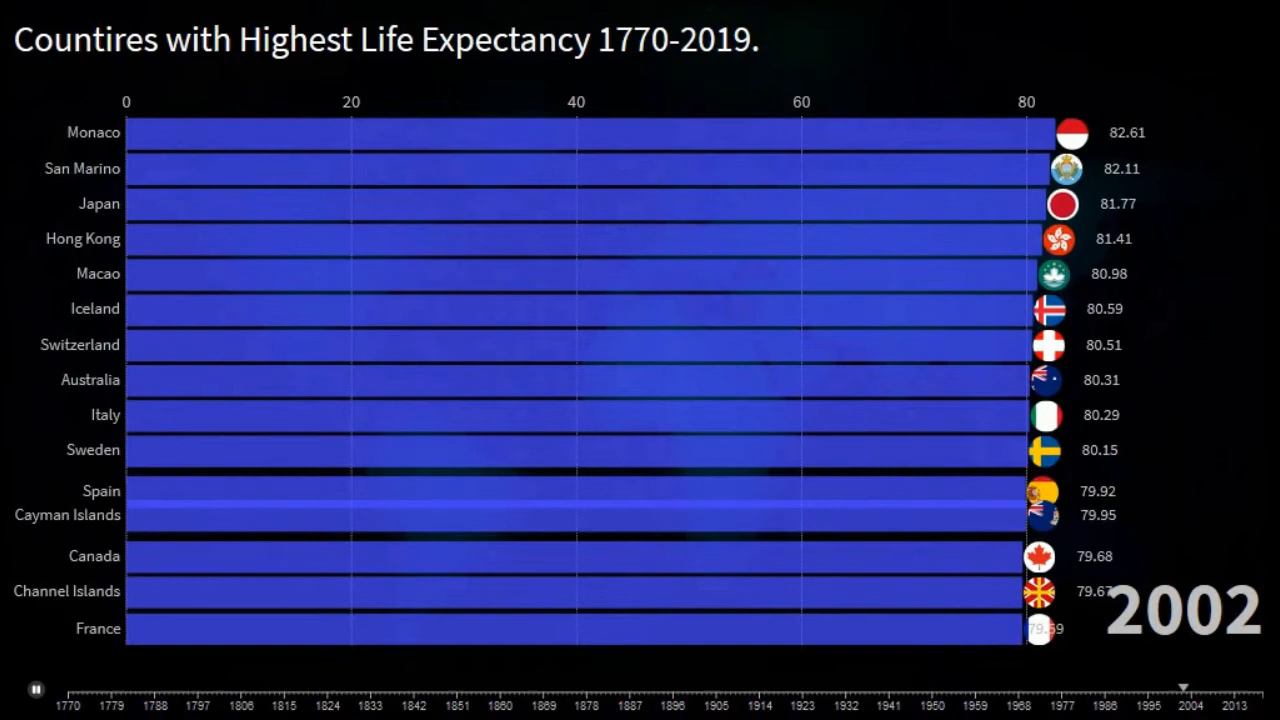 Countires with Highest Life Expectancy 1770-2019.
0 20 40 60 80
Monaco 82.61
San Marino 82.11
Japan 81.77
Hong Kong 81.41
Macao 80.98
Iceland 80.59
Switzerland 80.51
Australia 80.31
Italy 80.29
Sweden 80.15
Spain 79.92
Cayman Islands 79.95
Canada 79.68
Channel Islands 79.67
France 79.59
2002
1770 1779 1788 1797 1806 1815 1824 1833 1842 1851 1860 1869 1878 1887 1896 1905 1914 1923 1932 1941 1950 1959 1968 1977 1986 1995 2004 2013